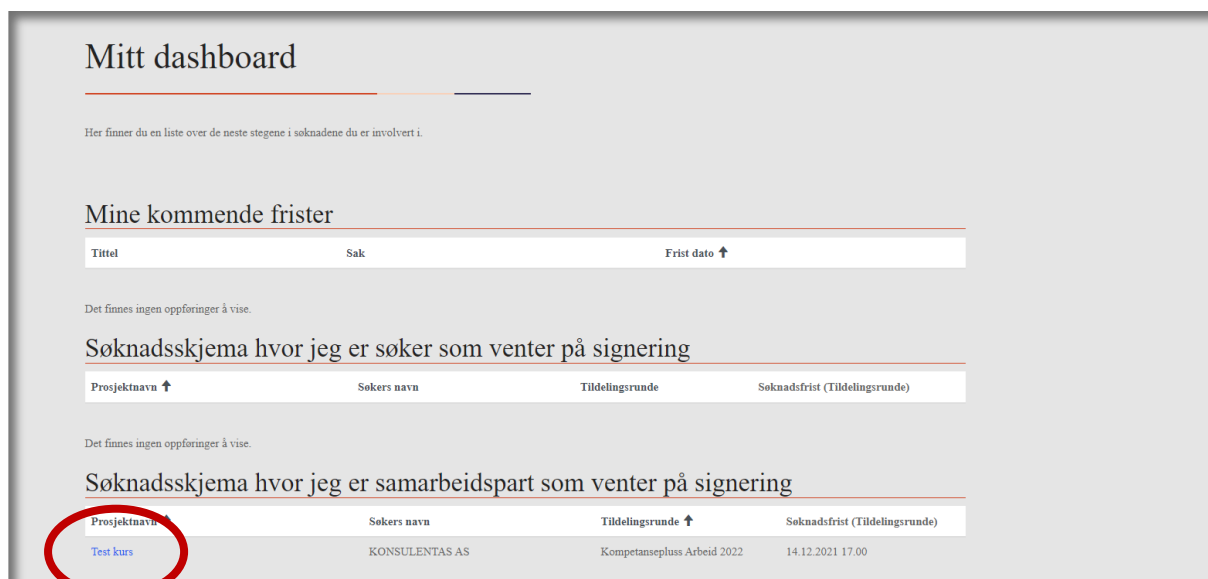 Mitt dashboard
Her finner du en liste over de neste stegene i søknadene du er involvert i.
Mine kommende frister
Tittel Sak Frist dato
Det finnes ingen oppføringer å vise.
Søknadsskjema hvor jeg er søker som venter på signering
Prosjektnavn Søkers navn Tildelingsrunde Søknadsfrist (Tildelingsrunde)
Det finnes ingen oppføringer å vise.
Søknadsskjema hvor jeg er samarbeidspart som venter på signering
Prosjektnavn Søkers navn Tildelingsrunde Søknadsfrist (Tildelingsrunde)
Test kurs KONSULENTAS AS Kompetansepluss Arbeid 2022 14.12.2021 17.00